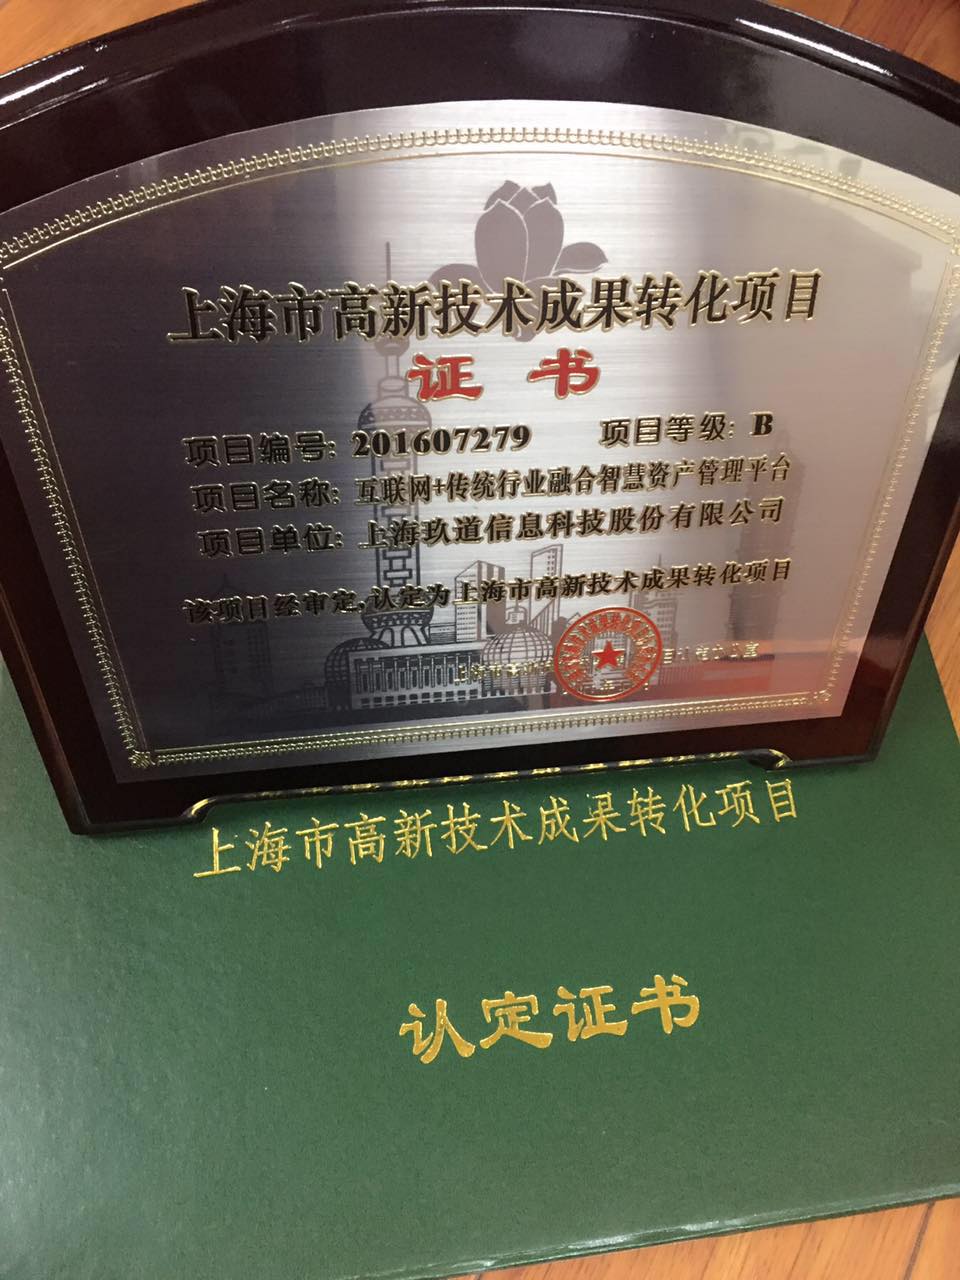 上海市高新技术成果转化项目
证 书
项目编号: 201607279 项目等级: B
项目名称: 互联网+传统行业融合智慧资产管理平台
项目单位: 上海玖道信息科技股份有限公司
该项目经审定,认定为上海市高新技术成果转化项目
上海市高新技术成果转化项目
认定证书